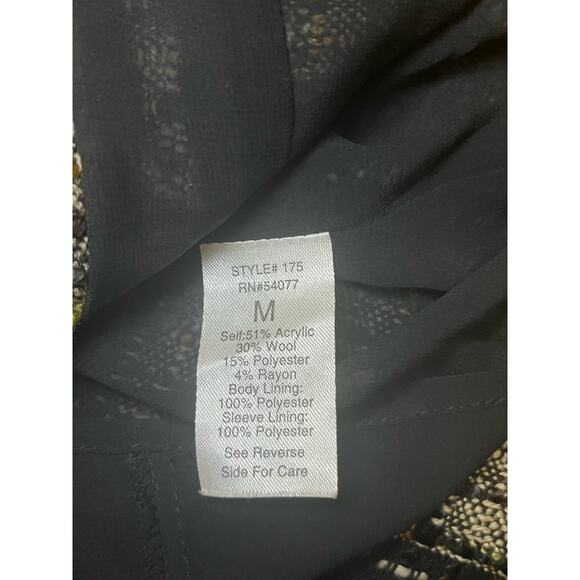 STYLE# 175
RN#54077
M
Self:51% Acrylic
30% Wool
15% Polyester
4% Rayon
Body Lining:
100% Polyester
Sleeve Lining:
100% Polyester
See Reverse
Side For Care